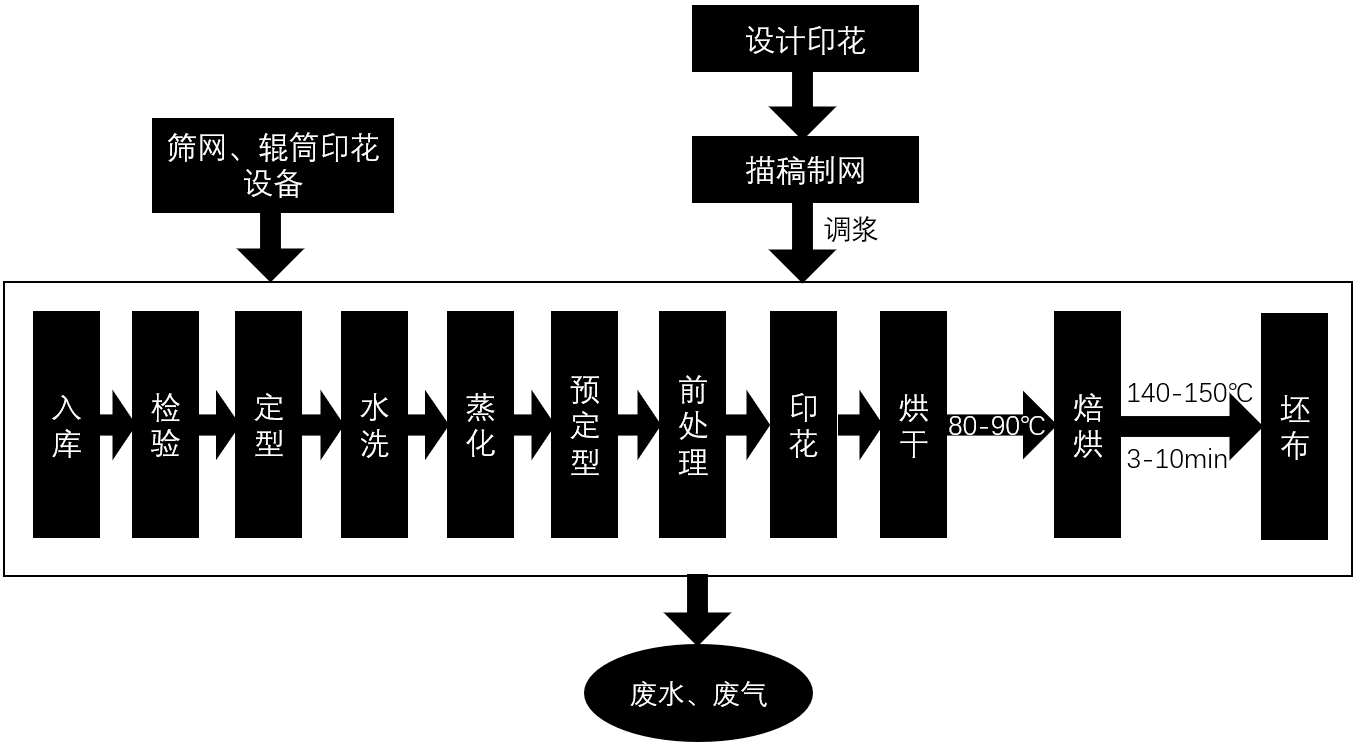 设计印花
筛网、辊筒印花
设备
描稿制网
调浆
入
库
检
验
定
型
水
洗
蒸
化
预
定
型
前
处
理
印
花
烘
干
80-90℃
焙
烘
140-150℃
3-10min
坯
布
废水、废气